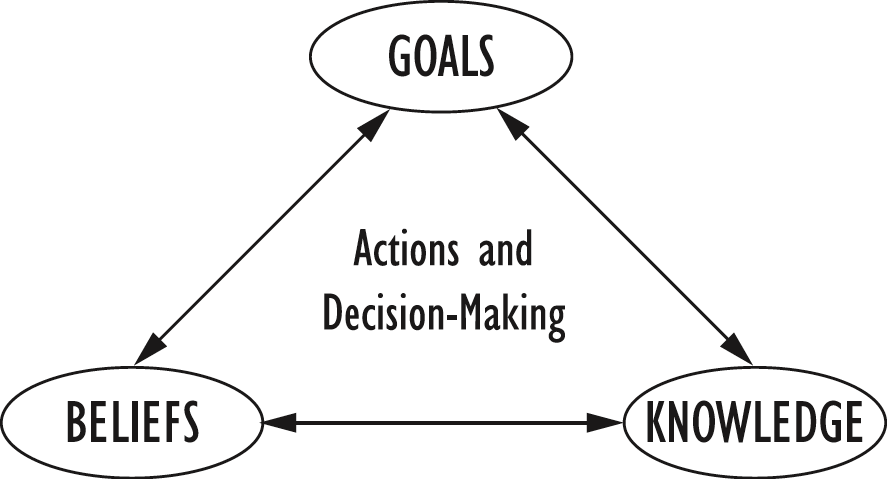 GOALS
Actions and
Decision-Making
BELIEFS
KNOWLEDGE